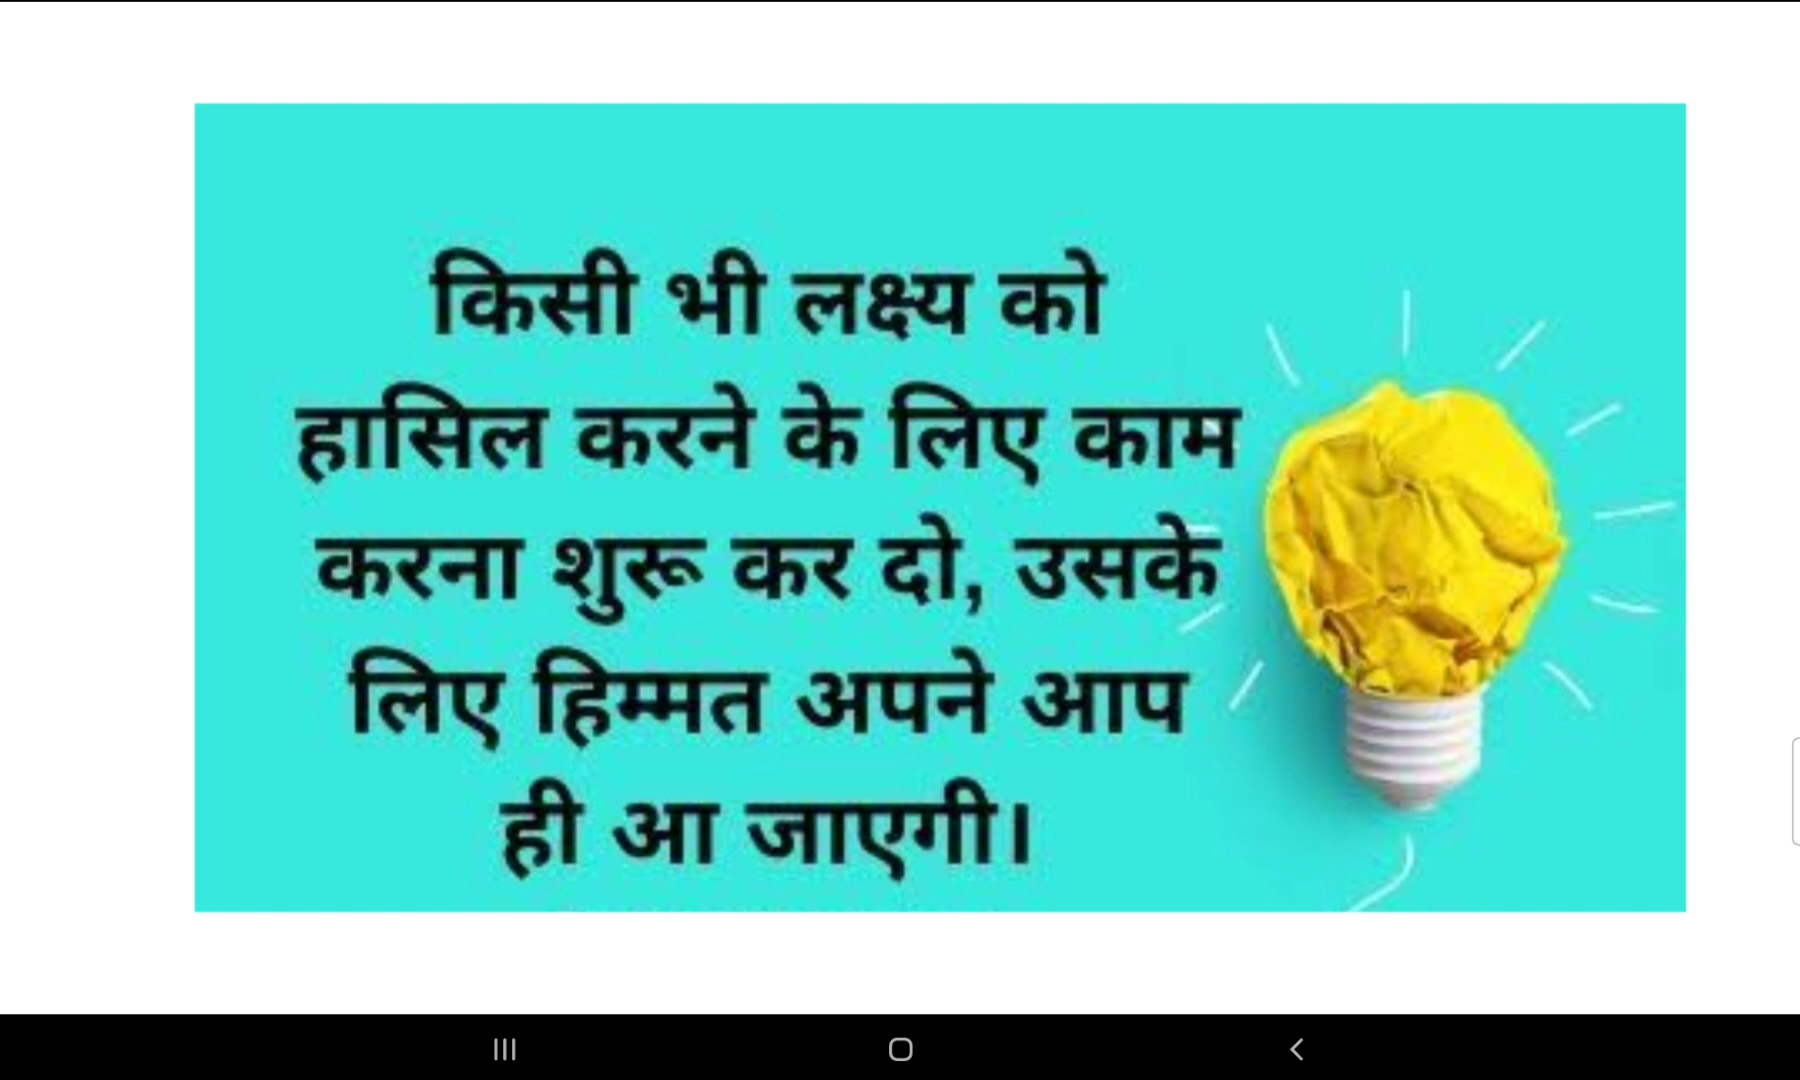 किसी भी लक्ष्य को
हासिल करने के लिए काम
करना शुरू कर दो, उसके
लिए हिम्मत अपने आप
ही आ जाएगी।